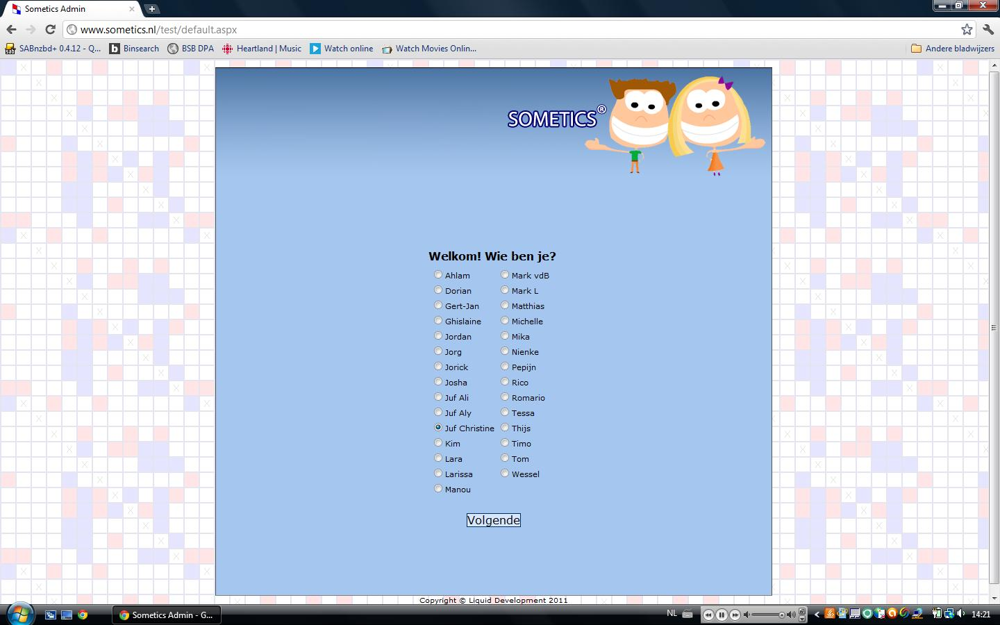 Sometics Admin
www.sometics.nl/test/default.aspx
SABnzbd+ 0.4.12 - Q... Binsearch BSB DPA Heartland | Music Watch online Watch Movies Onlin... Andere bladwijzers
SOMETICS®
Welkom! Wie ben je?
Ahlam Mark vdB
Dorian Mark L
Gert-Jan Matthias
Ghislaine Michelle
Jordan Mika
Jorg Nienke
Jorick Pepijn
Josha Rico
Juf Ali Romario
Juf Aly Tessa
Juf Christine Thijs
Kim Timo
Lara Tom
Larissa Wessel
Manou
Volgende
Copyright © Liquid Development 2011
Sometics Admin - G... NL 14:21